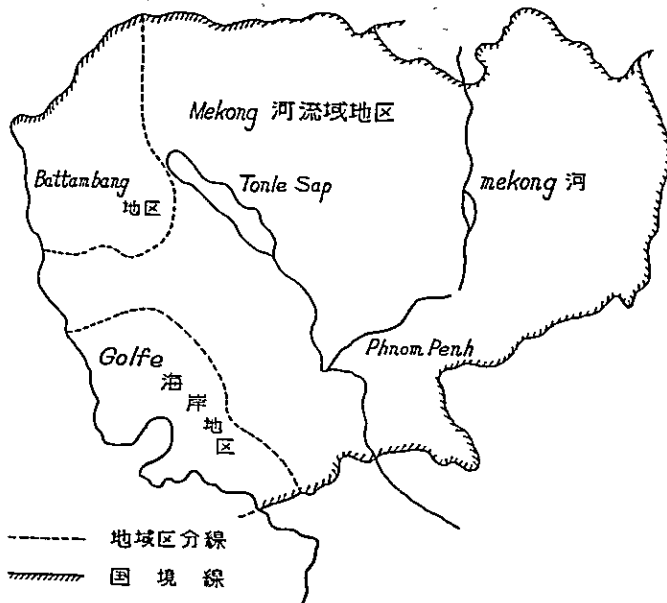 Mekong 河流域地区
Battambang
地区
Tonle Sap
mekong 河
Phnom Penh
Golfe
海岸地区
地域区分線
国境線